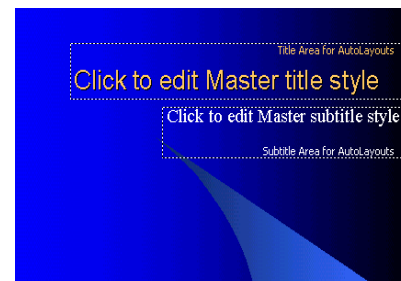 Title Area for AutoLayouts
Click to edit Master title style
Click to edit Master subtitle style
Subtitle Area for AutoLayouts